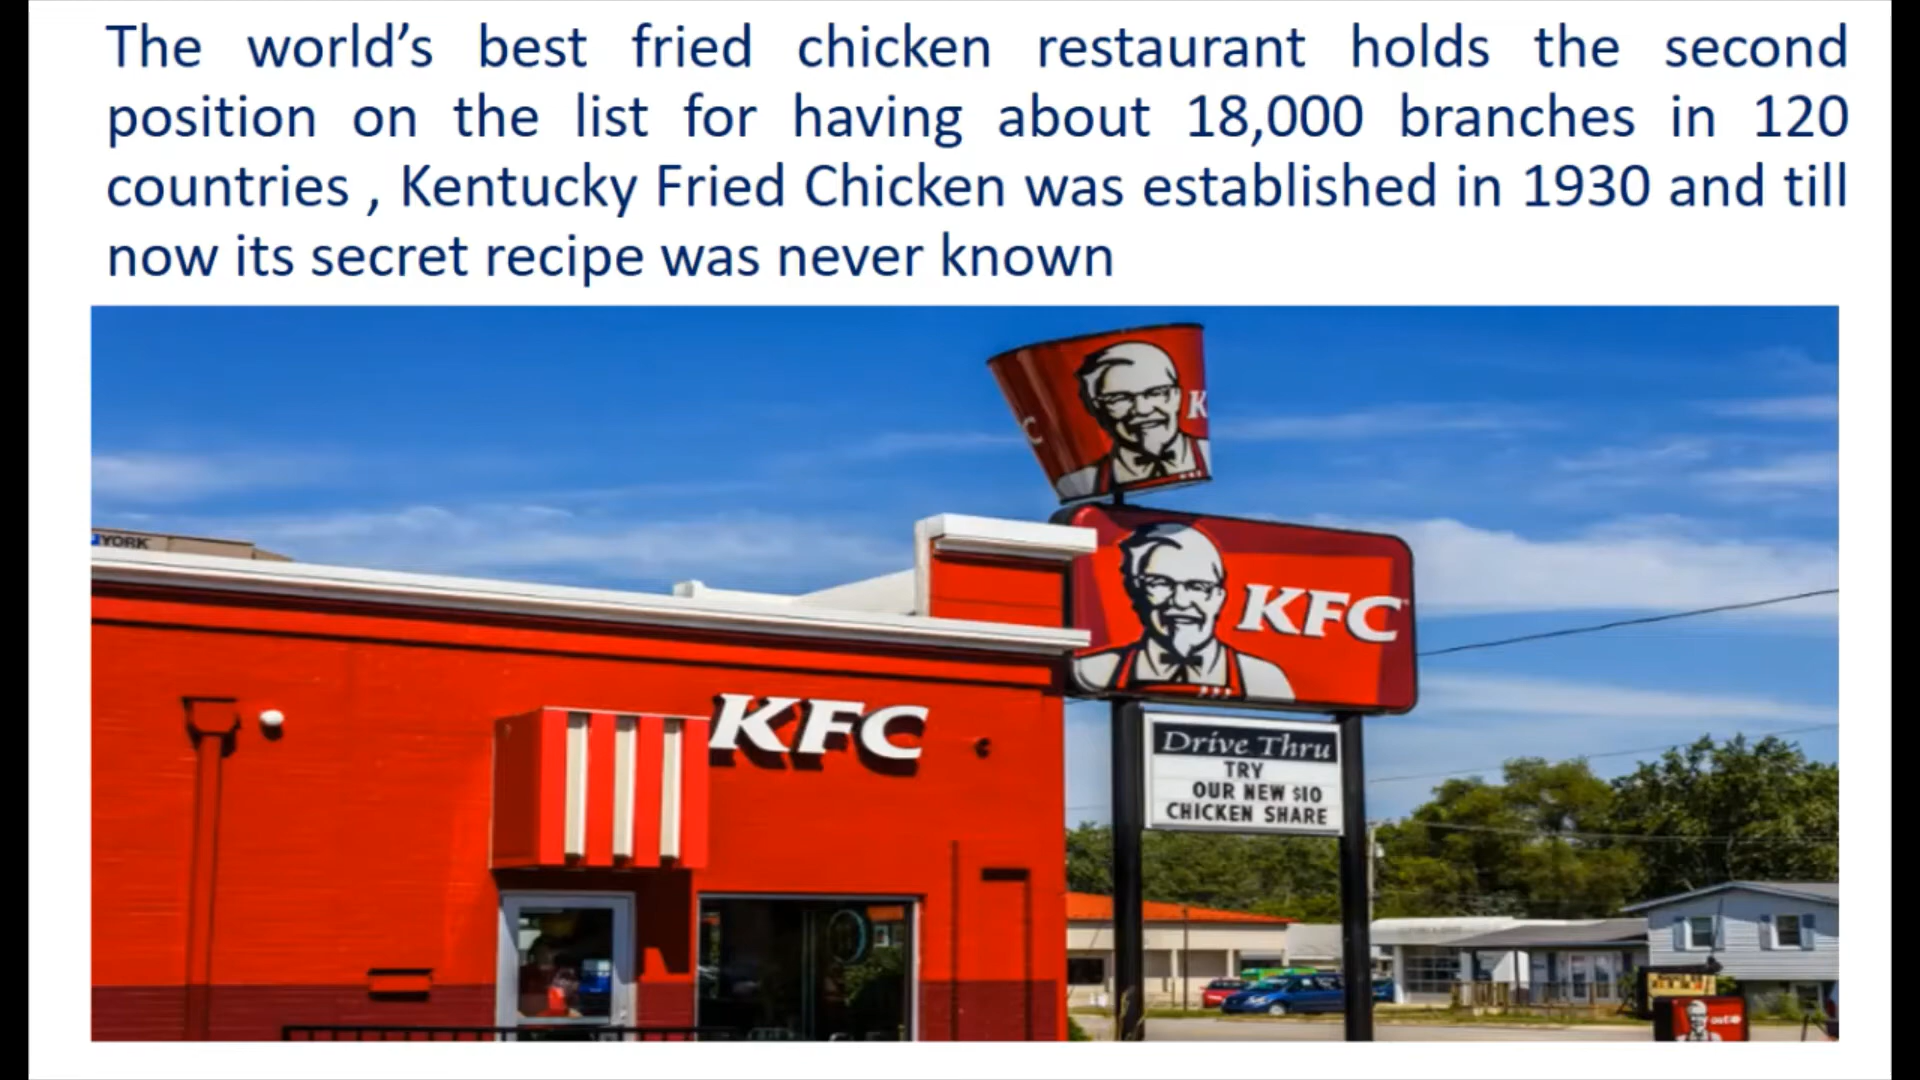 The world’s best fried chicken restaurant holds the second
position on the list for having about 18,000 branches in 120
countries , Kentucky Fried Chicken was established in 1930 and till
now its secret recipe was never known
C
K
YORK
KFC
KFC
Drive Thru
TRY
OUR NEW $10
CHICKEN SHARE